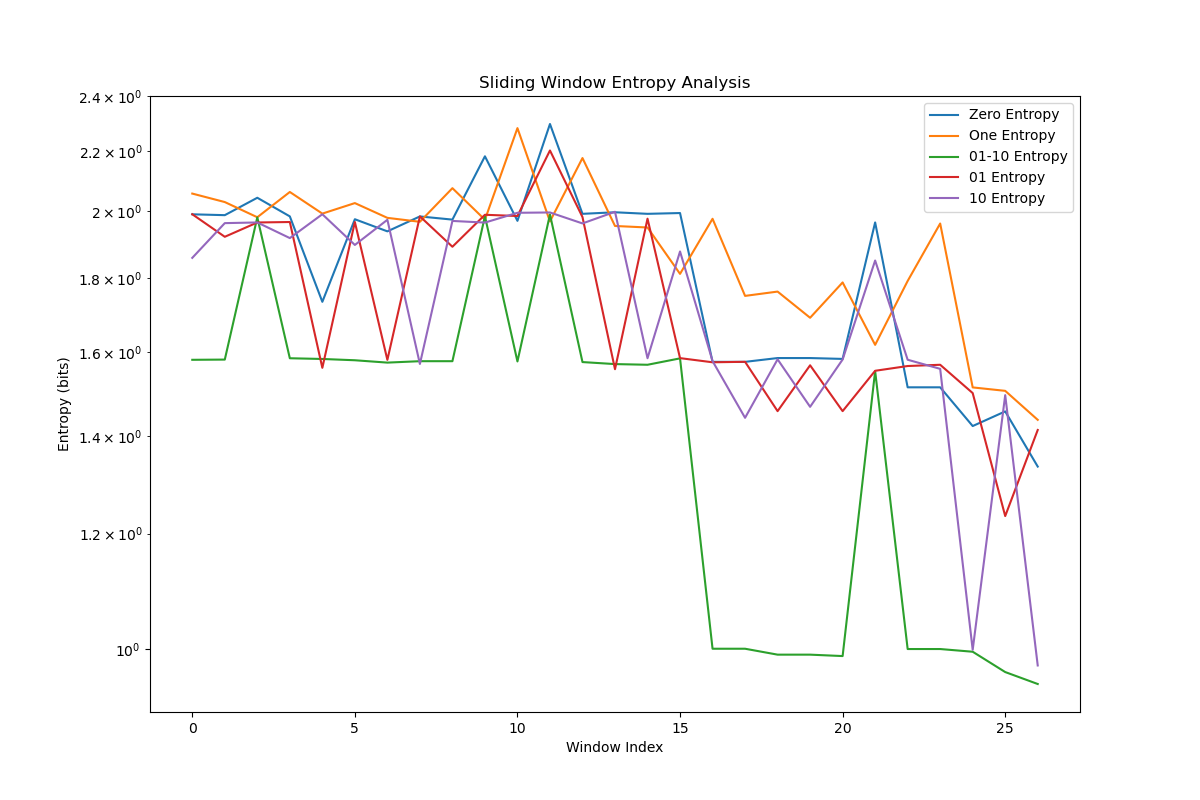 Sliding Window Entropy Analysis
2.4 × 10⁰
2.2 × 10⁰
2 × 10⁰
1.8 × 10⁰
1.6 × 10⁰
1.4 × 10⁰
1.2 × 10⁰
10⁰
Entropy (bits)
Zero Entropy
One Entropy
01-10 Entropy
01 Entropy
10 Entropy
0 5 10 15 20 25
Window Index